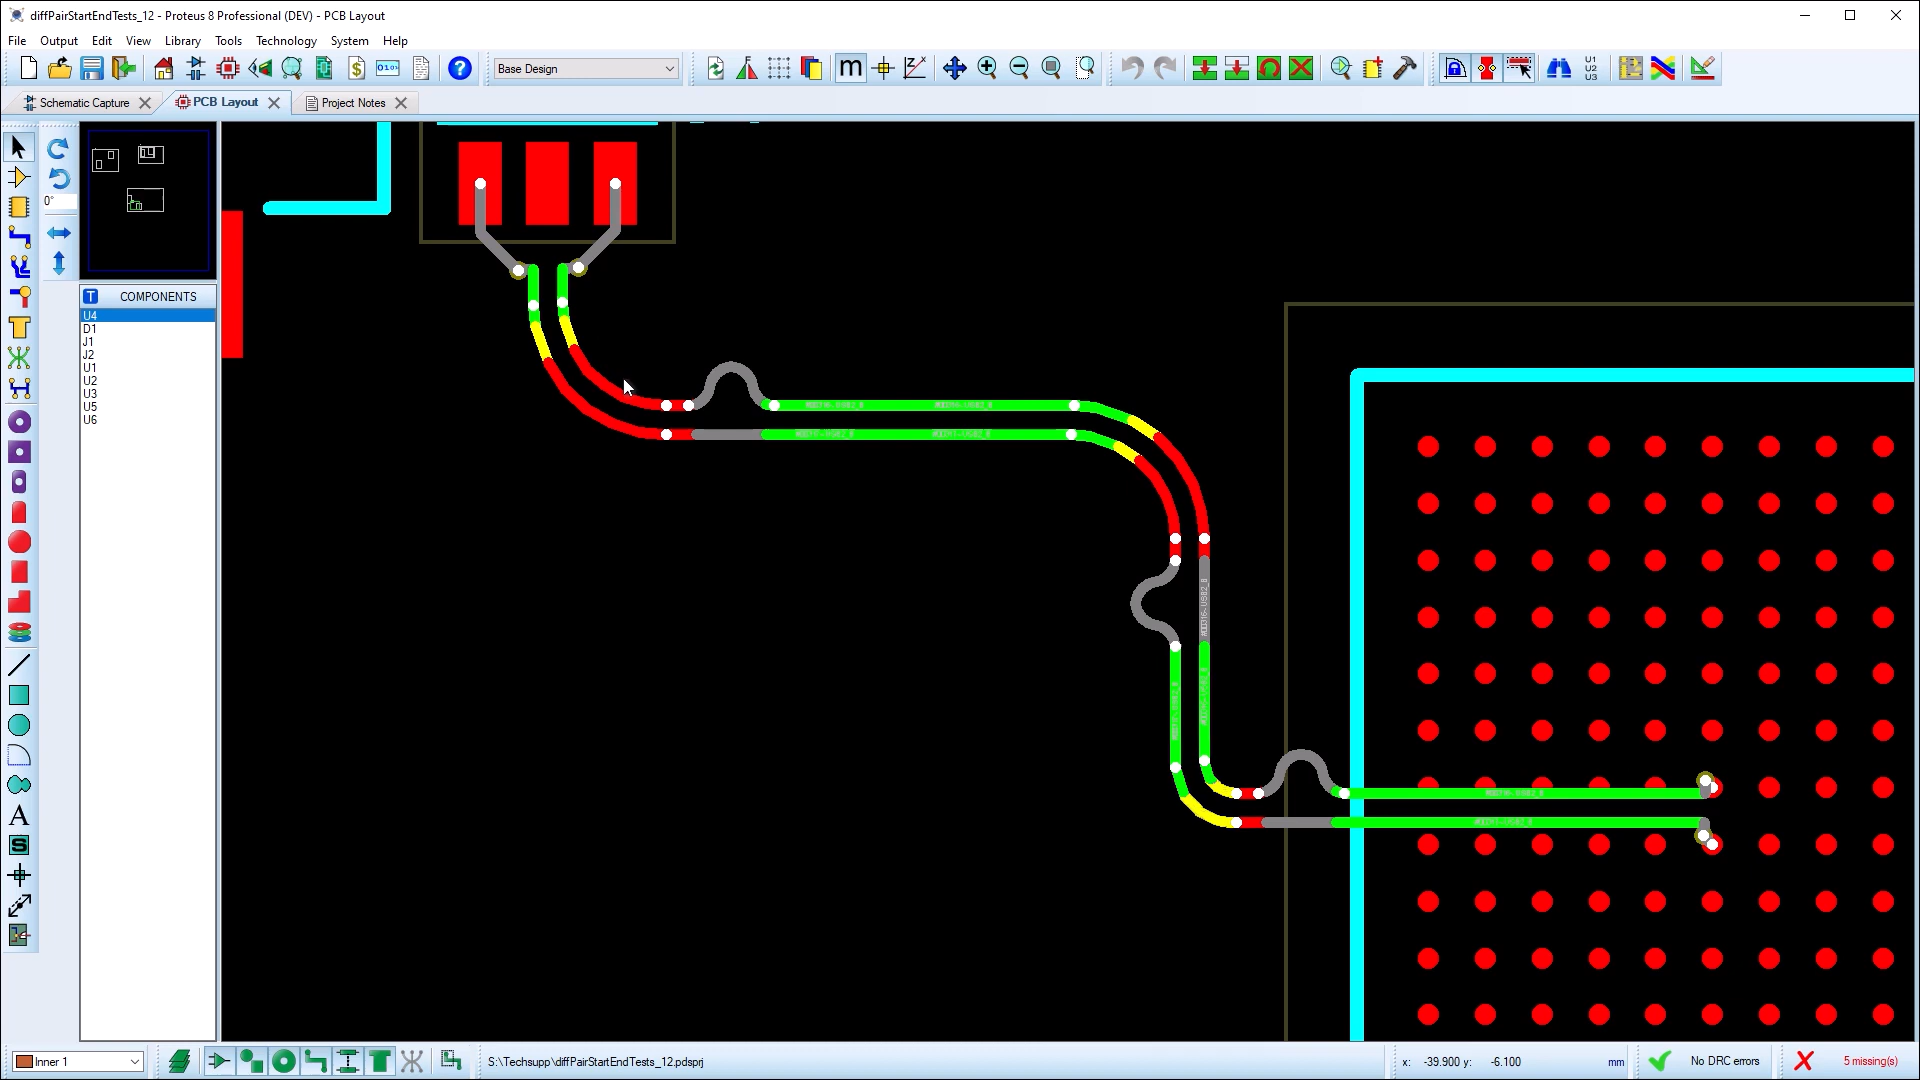 diffPairStartEndTests_12 - Proteus 8 Professional (DEV) - PCB Layout
File Output Edit View Library Tools Technology System Help
Base Design
Schematic Capture PCB Layout Project Notes
0°
T COMPONENTS
U4
D1
J1
J2
U1
U2
U3
U5
U6
Inner 1
S:\Techsupp\diffPairStartEndTests_12.pdsprj
x: -39.900 y: -6.100 mm
No DRC errors
5 missing(s)